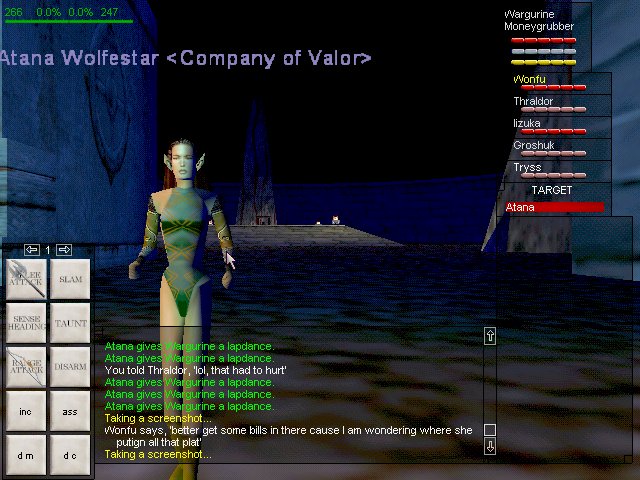 266 0.0% 0.0% 247
Atana Wolfestar <Company of Valor>
Wargurine
Moneygrubber
Wonfu
Thraldor
Iizuka
Groshuk
Tryss
TARGET
Atana
1
ATTACK
SLAM
SENSE
HEADING
TAUNT
RANGE
ATTACK
DISARM
inc
ass
d m
d c
Atana gives Wargurine a lapdance.
Atana gives Wargurine a lapdance.
You told Thraldor, 'lol, that had to hurt'
Atana gives Wargurine a lapdance.
Atana gives Wargurine a lapdance.
Atana gives Wargurine a lapdance.
Taking a screenshot...
Wonfu says, 'better get some bills in there cause I am wondering where she
putign all that plat'
Taking a screenshot...